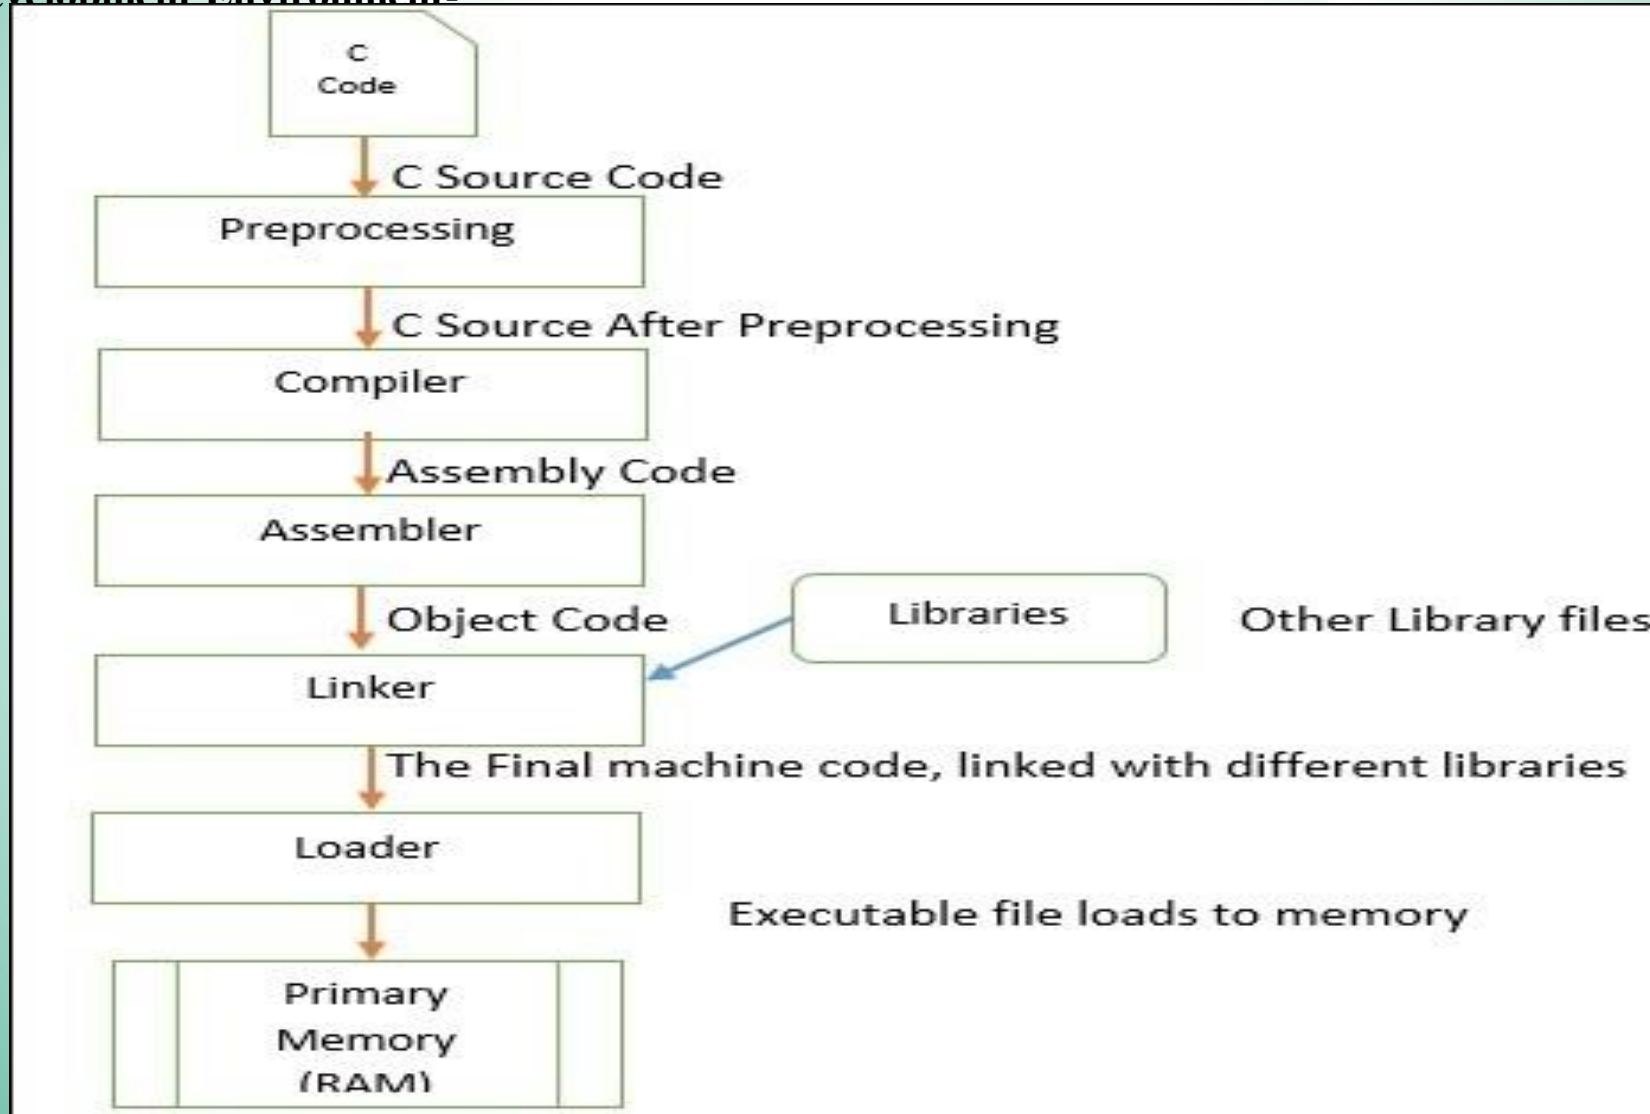 C
Code
C Source Code
Preprocessing
C Source After Preprocessing
Compiler
Assembly Code
Assembler
Object Code
Libraries
Other Library files
Linker
The Final machine code, linked with different libraries
Loader
Executable file loads to memory
Primary
Memory
(RAM)